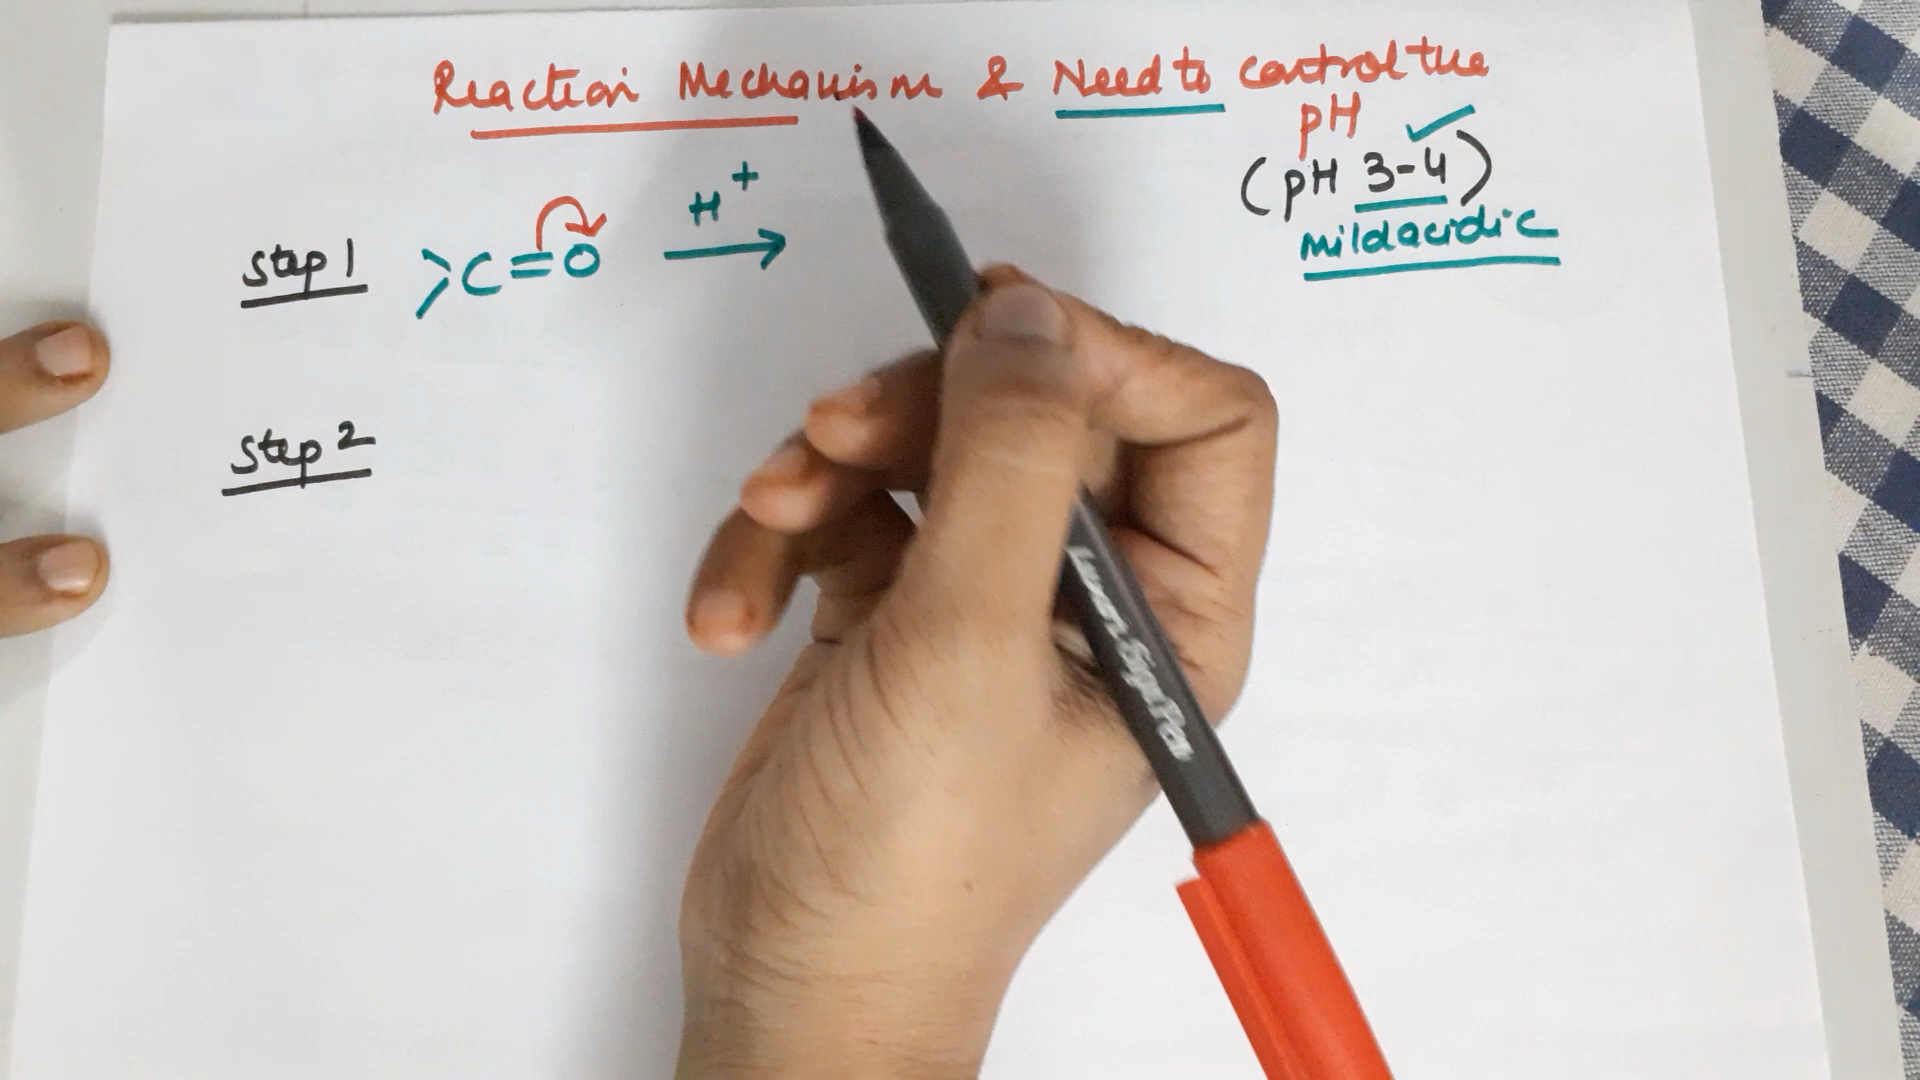 Reaction Mechanism & Need to control the
pH
(pH 3-4) ✓
mild acidic
Step 1 >C=O H+ →
Step 2